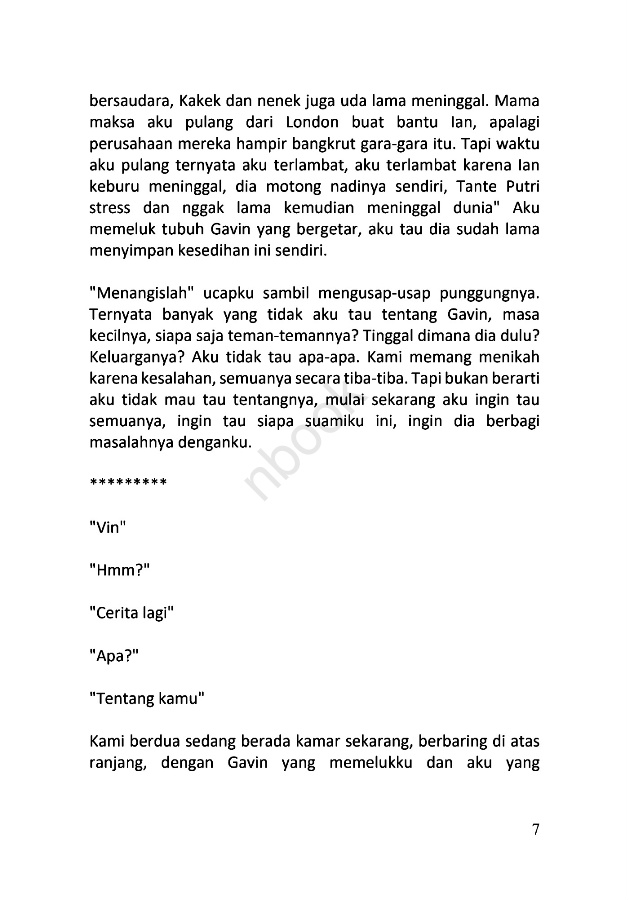 bersaudara, Kakek dan nenek juga uda lama meninggal. Mama
maksa aku pulang dari London buat bantu Ian, apalagi
perusahaan mereka hampir bangkrut gara-gara itu. Tapi waktu
aku pulang ternyata aku terlambat, aku terlambat karena Ian
keburu meninggal, dia motong nadinya sendiri, Tante Putri
stress dan nggak lama kemudian meninggal dunia" Aku
memeluk tubuh Gavin yang bergetar, aku tau dia sudah lama
menyimpan kesedihan ini sendiri.
"Menangislah" ucapku sambil mengusap-usap punggungnya.
Ternyata banyak yang tidak aku tau tentang Gavin, masa
kecilnya, siapa saja teman-temannya? Tinggal dimana dia dulu?
Keluarganya? Aku tidak tau apa-apa. Kami memang menikah
karena kesalahan, semuanya secara tiba-tiba. Tapi bukan berarti
aku tidak mau tau tentangnya, mulai sekarang aku ingin tau
semuanya, ingin tau siapa suamiku ini, ingin dia berbagi
masalahnya denganku.
nbook
*********
"Vin"
"Hmm?"
"Cerita lagi"
"Apa?"
"Tentang kamu"
Kami berdua sedang berada kamar sekarang, berbaring di atas
ranjang, dengan Gavin yang memelukku dan aku yang
7